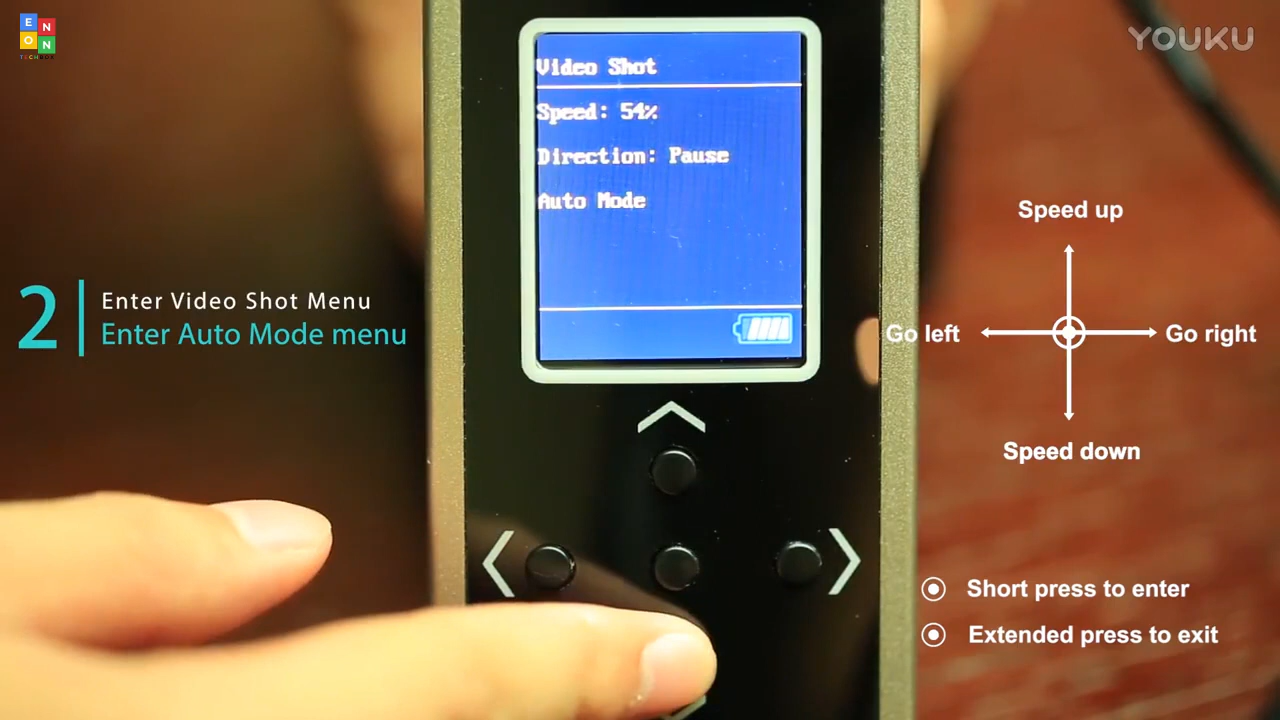 E N
O N
TECHBOX
YOUKU
Video Shot
Speed: 54%
Direction: Pause
Auto Mode
2
Enter Video Shot Menu
Enter Auto Mode menu
Speed up
Go left
Go right
Speed down
Short press to enter
Extended press to exit